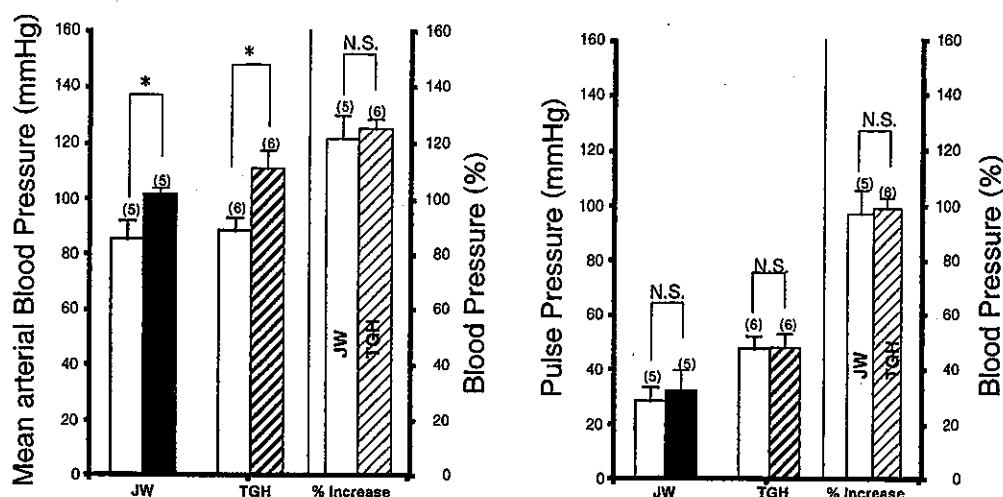 Mean arterial Blood Pressure (mmHg)
160
140
120
100
80
60
40
20
0
*
(5)
(5)
*
(6)
(6)
N.S.
(5)
(6)
JW
TGH
JW
TGH
% Increase
160
140
120
100
80
60
40
20
0
Blood Pressure (%)
Pulse Pressure (mmHg)
160
140
120
100
80
60
40
20
0
N.S.
(5)
(5)
N.S.
(6)
(6)
N.S.
(5)
(6)
JW
TGH
JW
TGH
% Increase
160
140
120
100
80
60
40
20
0
Blood Pressure (%)